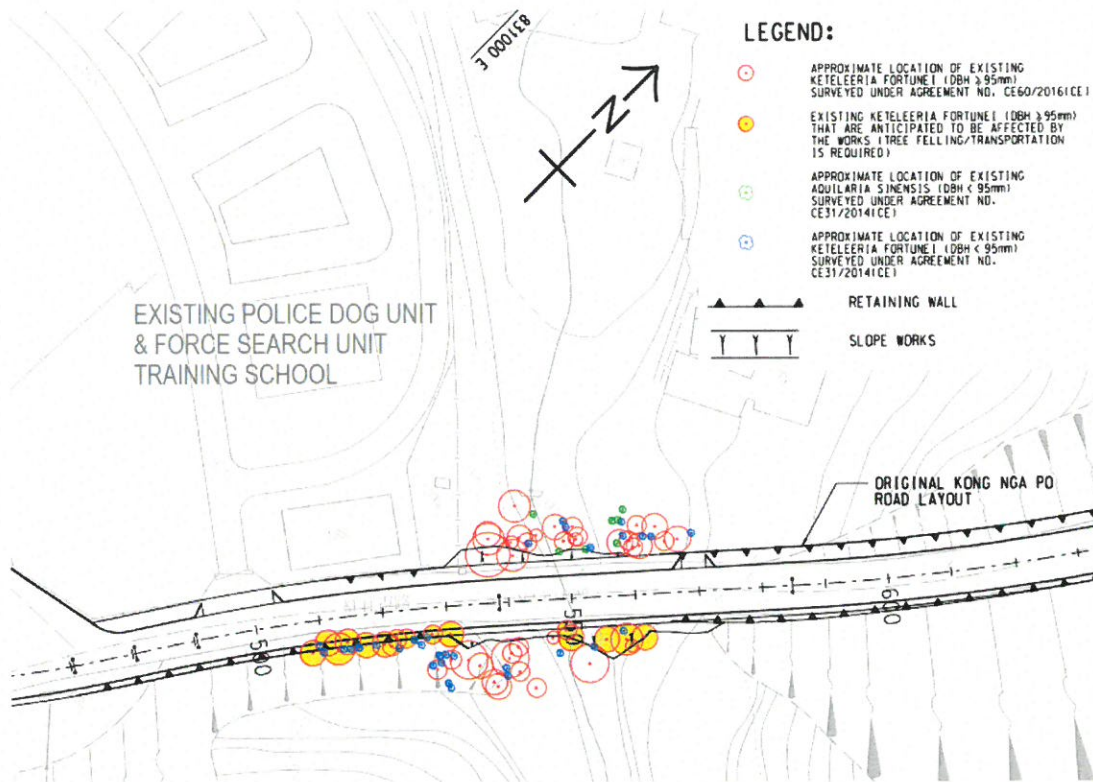 831000 E
N
LEGEND:
APPROXIMATE LOCATION OF EXISTING
KETELEERIA FORTUNEI (DBH ≥95mm)
SURVEYED UNDER AGREEMENT NO. CE60/2016(CE)
EXISTING KETELEERIA FORTUNEI (DBH ≥95mm)
THAT ARE ANTICIPATED TO BE AFFECTED BY
THE WORKS (TREE FELLING/TRANSPORTATION
IS REQUIRED)
APPROXIMATE LOCATION OF EXISTING
AQUILARIA SINENSIS (DBH < 95mm)
SURVEYED UNDER AGREEMENT NO.
CE31/2014(CE)
APPROXIMATE LOCATION OF EXISTING
KETELEERIA FORTUNEI (DBH < 95mm)
SURVEYED UNDER AGREEMENT NO.
CE31/2014(CE)
RETAINING WALL
SLOPE WORKS
EXISTING POLICE DOG UNIT
& FORCE SEARCH UNIT
TRAINING SCHOOL
ORIGINAL KONG NGA PO
ROAD LAYOUT
500
550
600